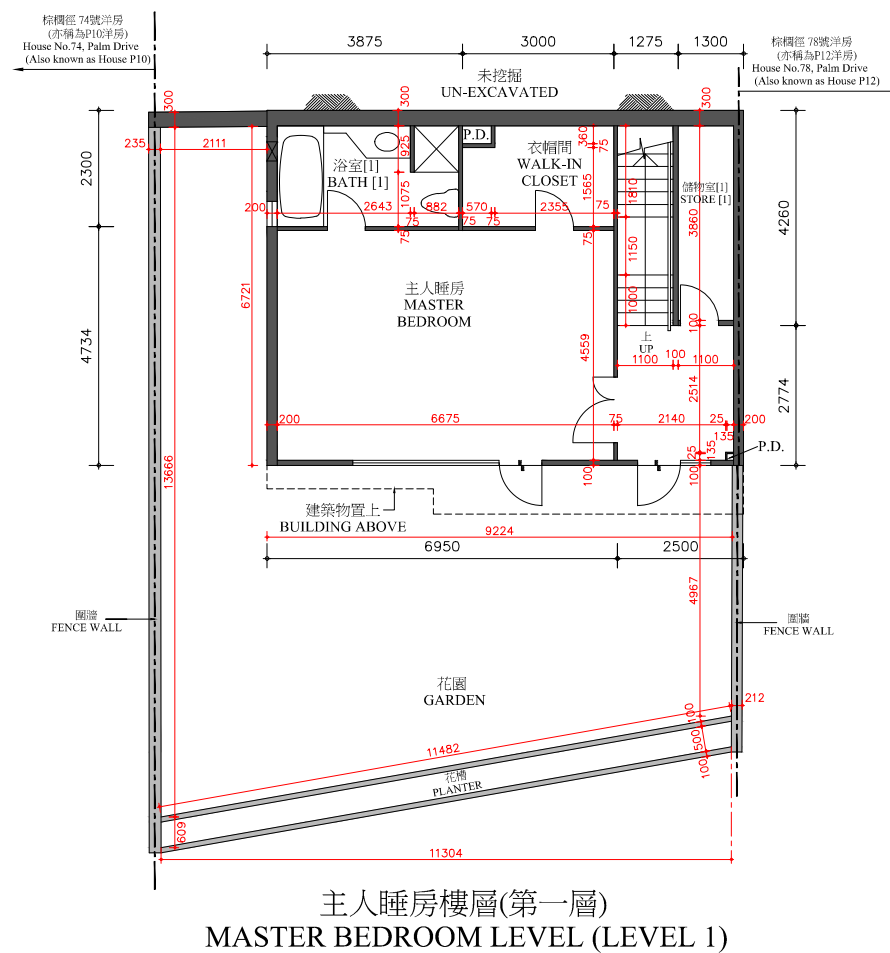 棕櫚徑 74號洋房
(亦稱為P10洋房)
House No.74, Palm Drive
(Also known as House P10)
棕櫚徑 78號洋房
(亦稱為P12洋房)
House No.78, Palm Drive
(Also known as House P12)
3875
3000
1275
1300
未挖掘
UN-EXCAVATED
300
300
300
235
2111
2300
4734
6721
13666
浴室[1]
BATH [1]
925
1075
200
2643
882
75
75
P.D.
衣帽間
WALK-IN
CLOSET
360
75
1565
570
75
2355
75
75
1810
1150
1000
儲物室[1]
STORE [1]
3860
4260
2774
主人睡房
MASTER
BEDROOM
4559
上
UP
1100
100
1100
100
2514
200
6675
75
2140
25
200
135
135
25
P.D.
100
100
建築物置上
BUILDING ABOVE
9224
6950
2500
4967
圍牆
FENCE WALL
圍牆
FENCE WALL
花園
GARDEN
212
100
500
100
11482
花槽
PLANTER
609
11304
主人睡房樓層(第一層)
MASTER BEDROOM LEVEL (LEVEL 1)